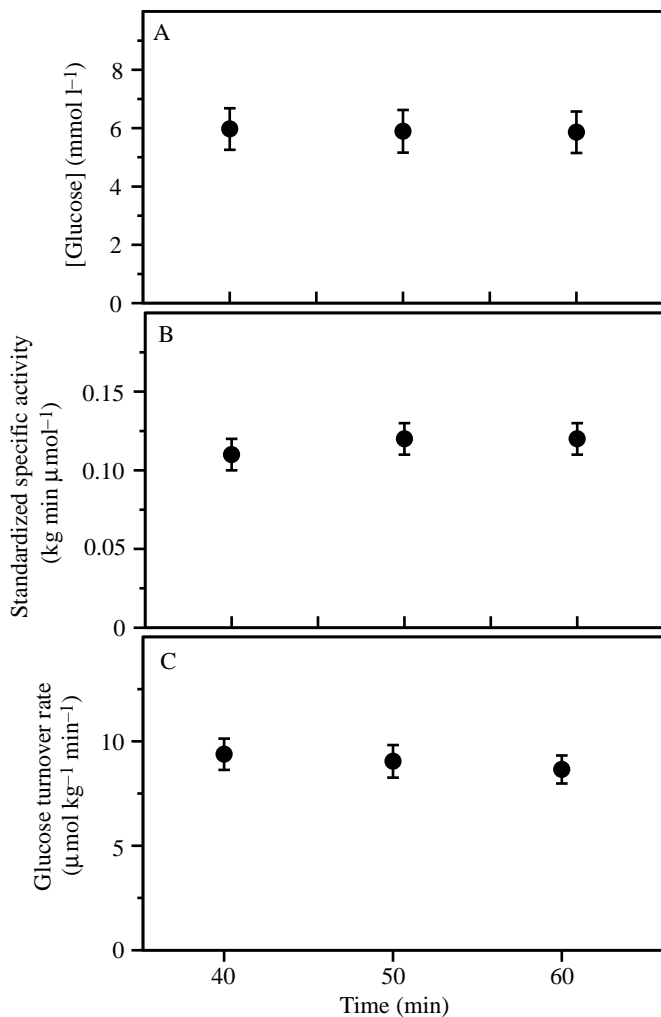 A
8
6
4
2
0
[Glucose] (mmol l⁻¹)
B
0.15
0.10
0.05
0
Standardized specific activity
(kg min μmol⁻¹)
C
10
5
0
Glucose turnover rate
(μmol kg⁻¹ min⁻¹)
40 50 60
Time (min)